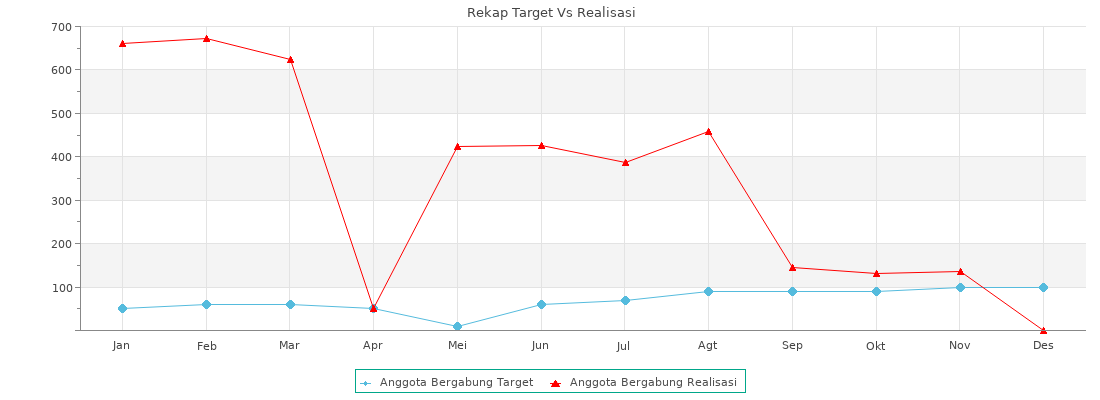 Rekap Target Vs Realisasi
700
600
500
400
300
200
100
Jan Feb Mar Apr Mei Jun Jul Agt Sep Okt Nov Des
Anggota Bergabung Target Anggota Bergabung Realisasi